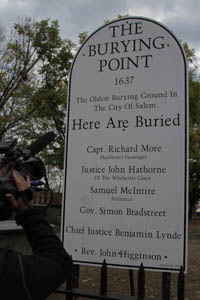 THE
BURYING
POINT
1637
The Oldest Burying Ground In
The City Of Salem
Here Are Buried
Capt. Richard More
Mayflower Passenger
Justice John Hathorne
Of The Witchcraft Court
Samuel McIntire
Architect
Gov. Simon Bradstreet
Chief Justice Benjamin Lynde
Rev. John Higginson